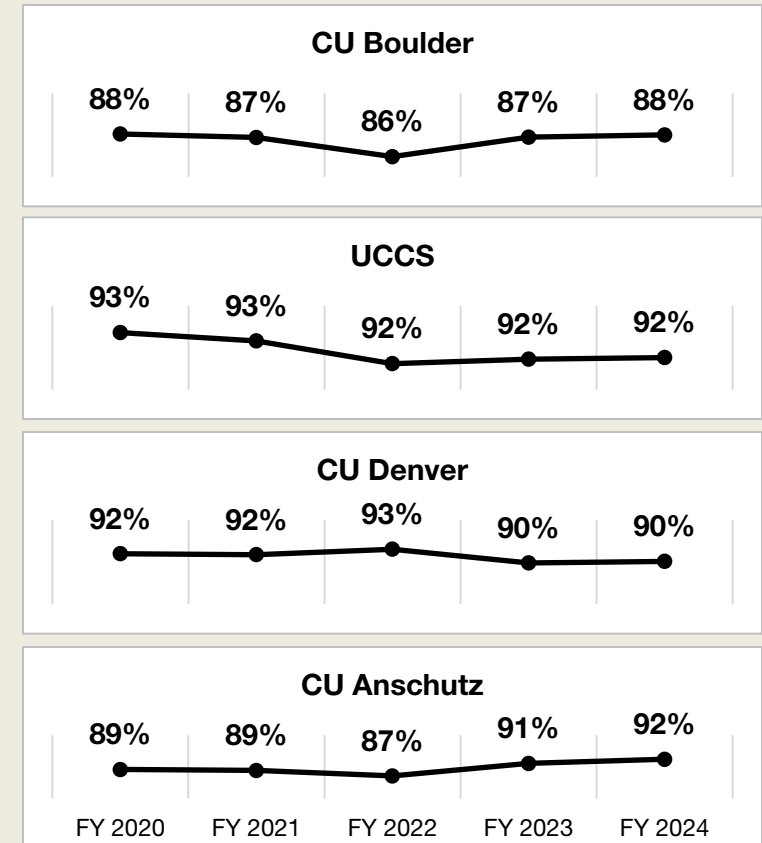 CU Boulder
88% 87% 86% 87% 88%
UCCS
93% 93% 92% 92% 92%
CU Denver
92% 92% 93% 90% 90%
CU Anschutz
89% 89% 87% 91% 92%
FY 2020 FY 2021 FY 2022 FY 2023 FY 2024